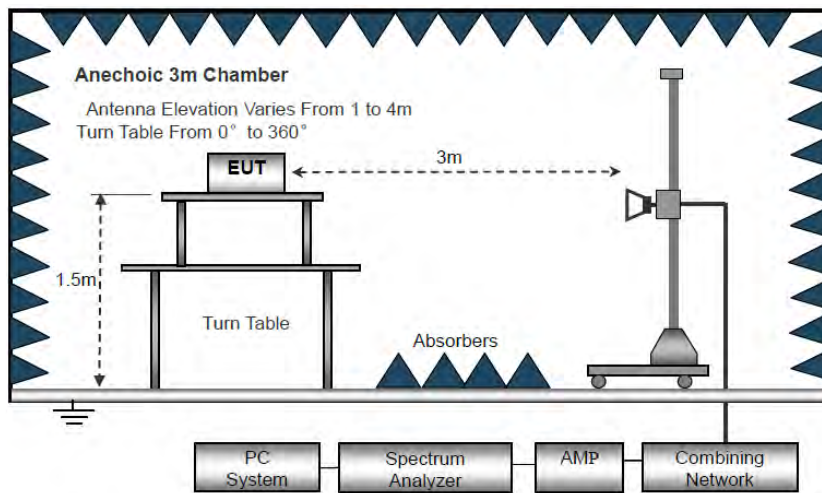 Anechoic 3m Chamber
Antenna Elevation Varies From 1 to 4m
Turn Table From 0° to 360°
EUT
3m
1.5m
Turn Table
Absorbers
PC
System
Spectrum
Analyzer
AMP
Combining
Network